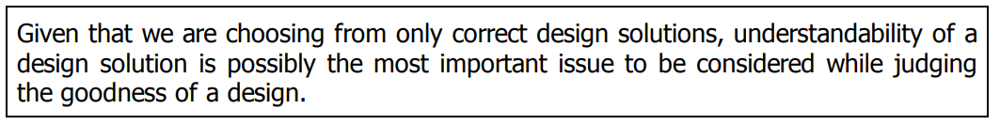 Given that we are choosing from only correct design solutions, understandability of a
design solution is possibly the most important issue to be considered while judging
the goodness of a design.